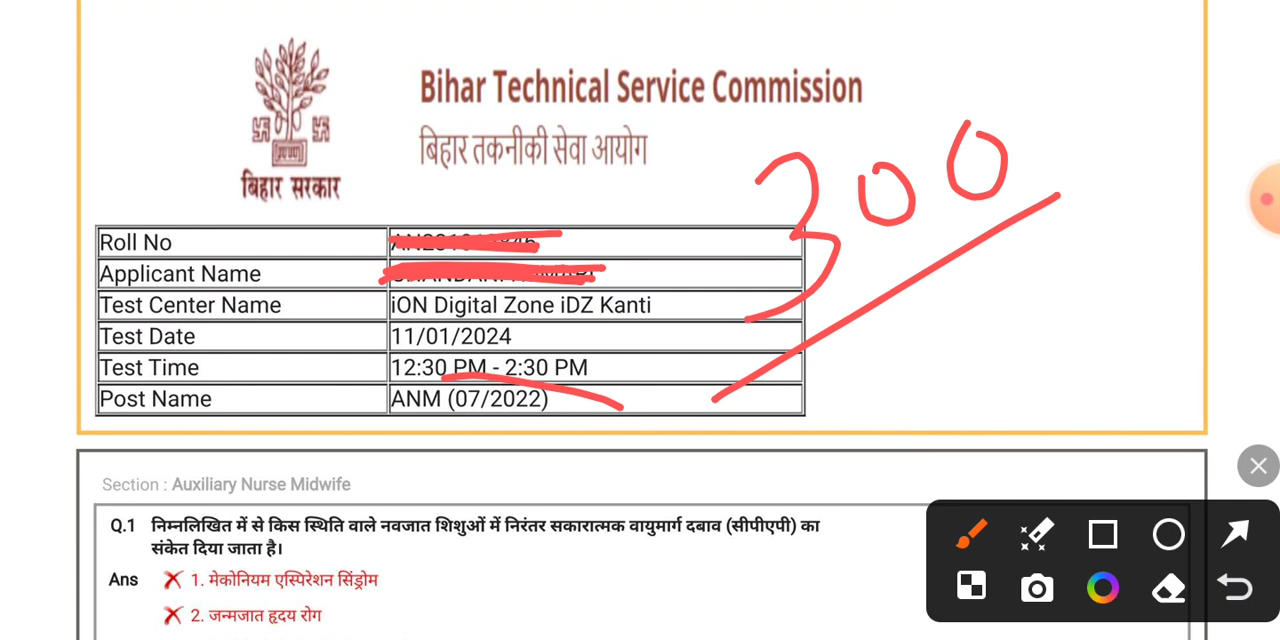 Bihar Technical Service Commission
बिहार तकनीकी सेवा आयोग
बिहार सरकार
300
Roll No
Applicant Name
Test Center Name iON Digital Zone iDZ Kanti
Test Date 11/01/2024
Test Time 12:30 PM - 2:30 PM
Post Name ANM (07/2022)
Section : Auxiliary Nurse Midwife
Q.1 निम्नलिखित में से किस स्थिति वाले नवजात शिशुओं में निरंतर सकारात्मक वायुमार्ग दबाव (सीपीएपी) का
संकेत दिया जाता है।
Ans 1. मेकोनियम एस्पिरेशन सिंड्रोम
2. जन्मजात हृदय रोग